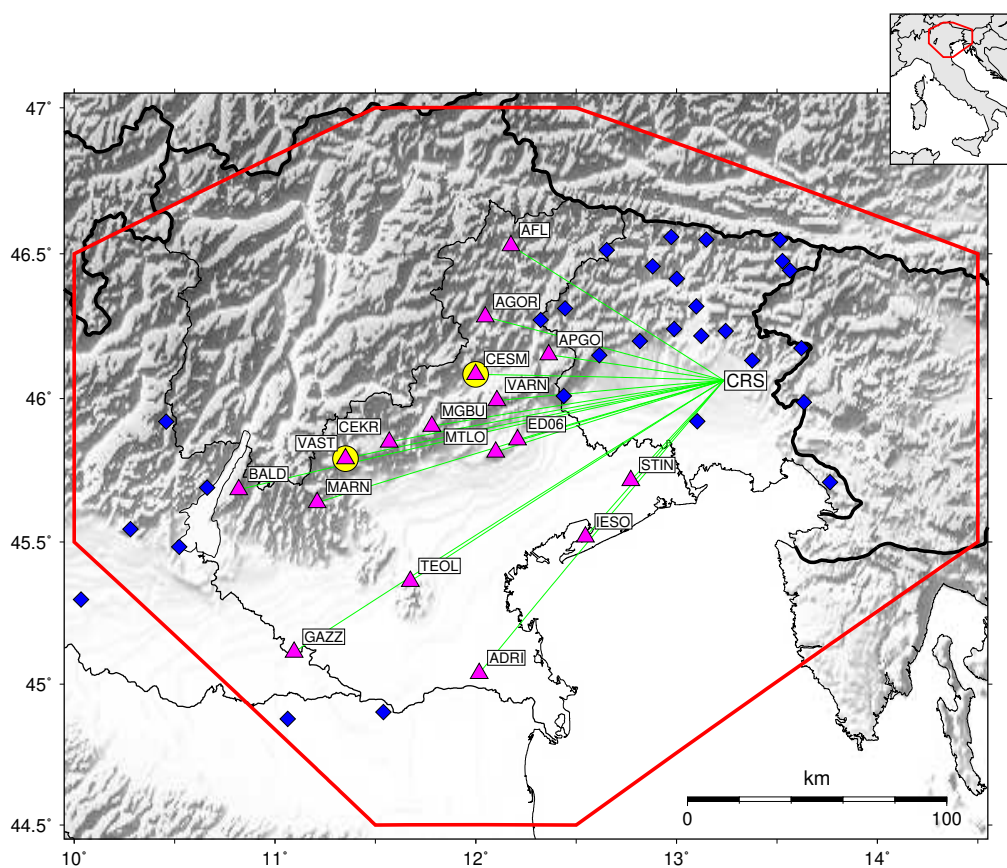 47°
46.5°
46°
45.5°
45°
44.5°
AFL
AGOR
APGO
CESM
CRS
VARN
MGBU
CEKR
ED06
MTLO
VAST
BALD
STIN
MARN
IESO
TEOL
GAZZ
ADRI
km
0 100
10° 11° 12° 13° 14°